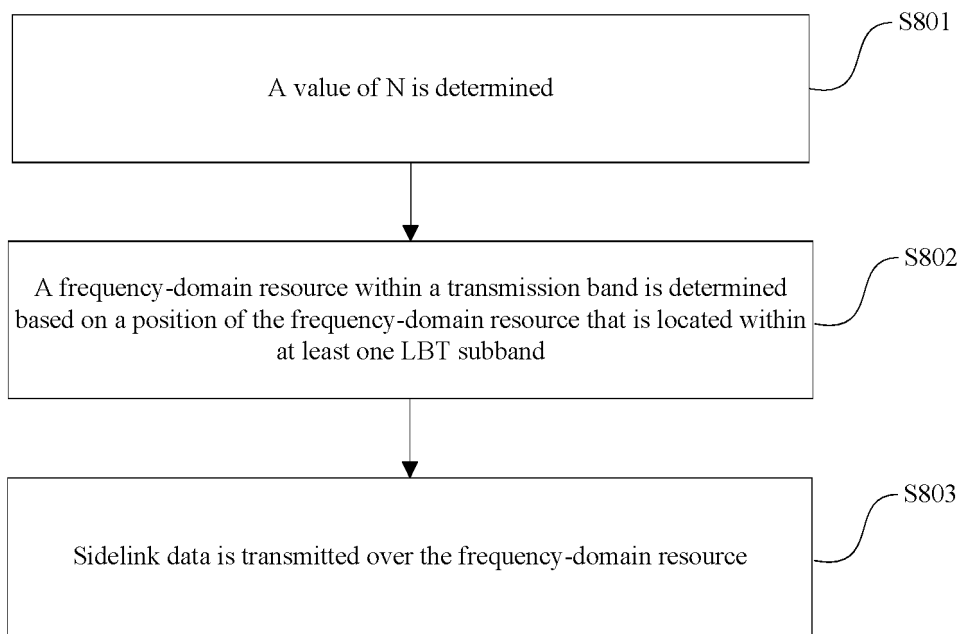 S801
A value of N is determined
S802
A frequency-domain resource within a transmission band is determined
based on a position of the frequency-domain resource that is located within
at least one LBT subband
S803
Sidelink data is transmitted over the frequency-domain resource